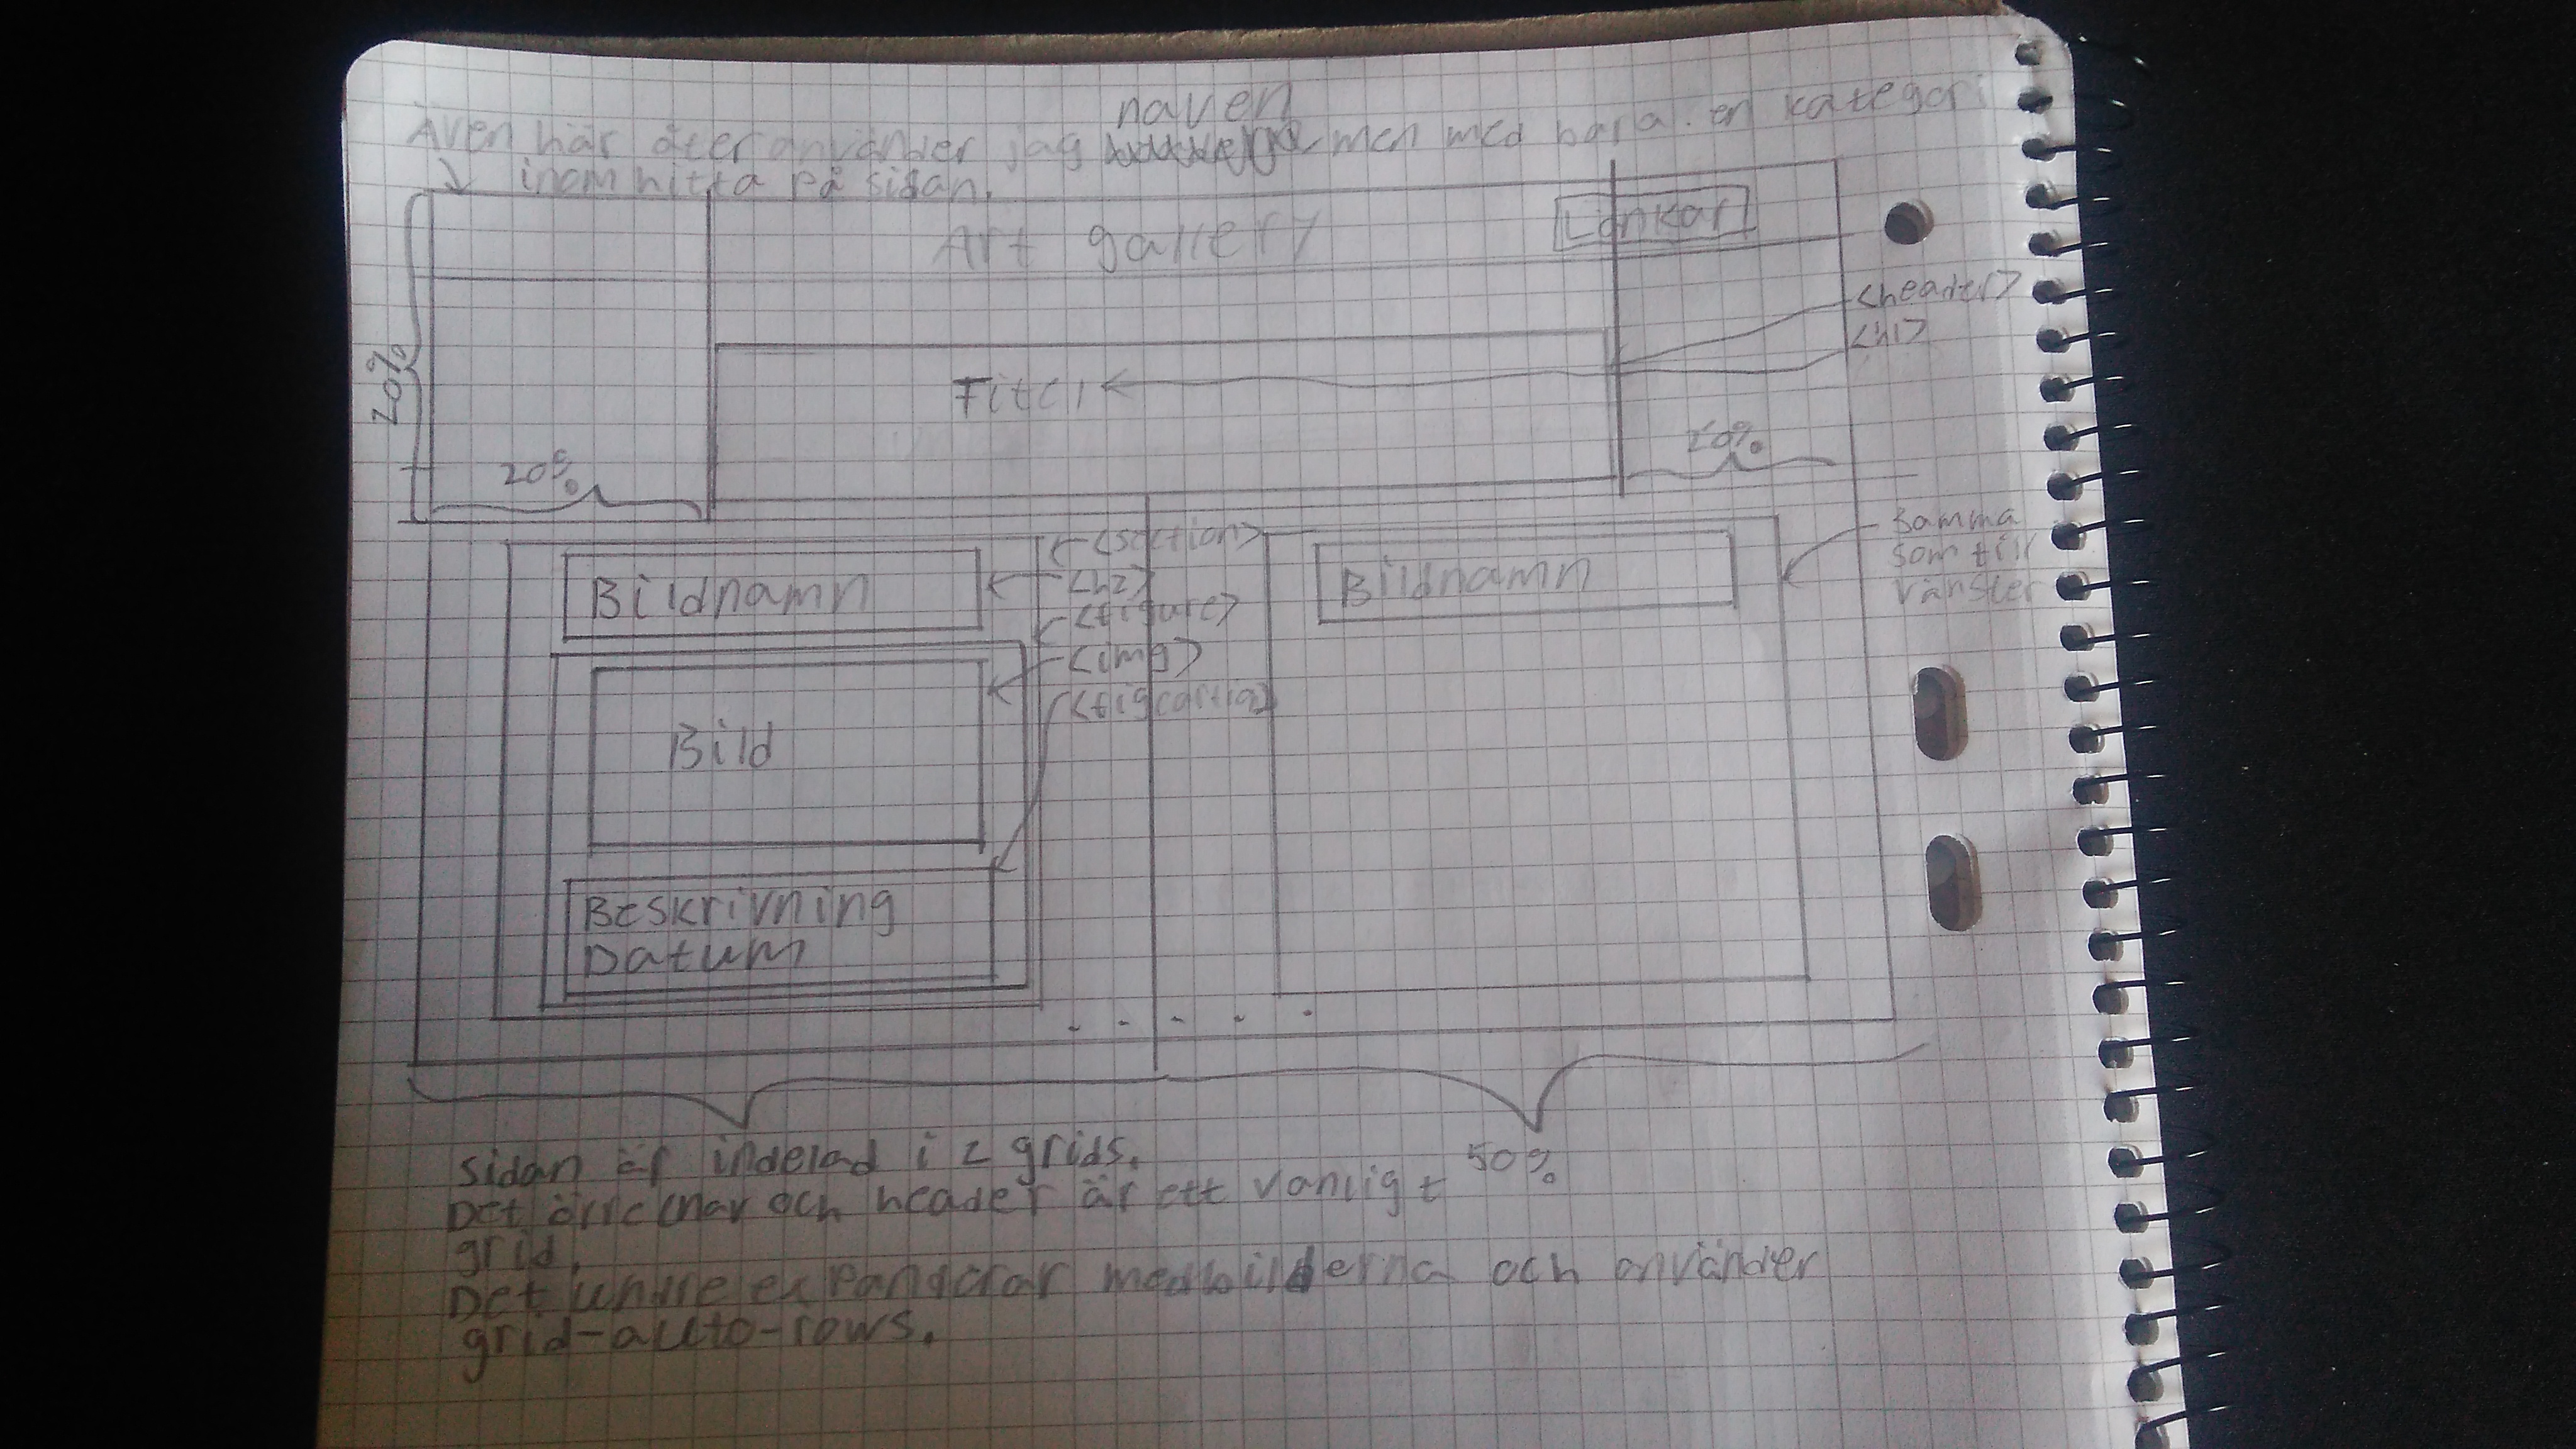 naven
Även här återanvänder jag men med bara en kategori
inom hitta på sidan.
Art gallery
Länkar
<header>
<h1>
Titel
20%
20%
20%
<section>
<h2>
<figure>
<img>
<figcaption>
Samma
som till
vänster
Bildnamn
Bildnamn
Bild
Beskrivning
Datum
Sidan är indelad i 2 grids.
50%
Det övre (nav och header är ett vanligt
grid.
Det undre expanderar med bilderna och använder
grid-auto-rows.